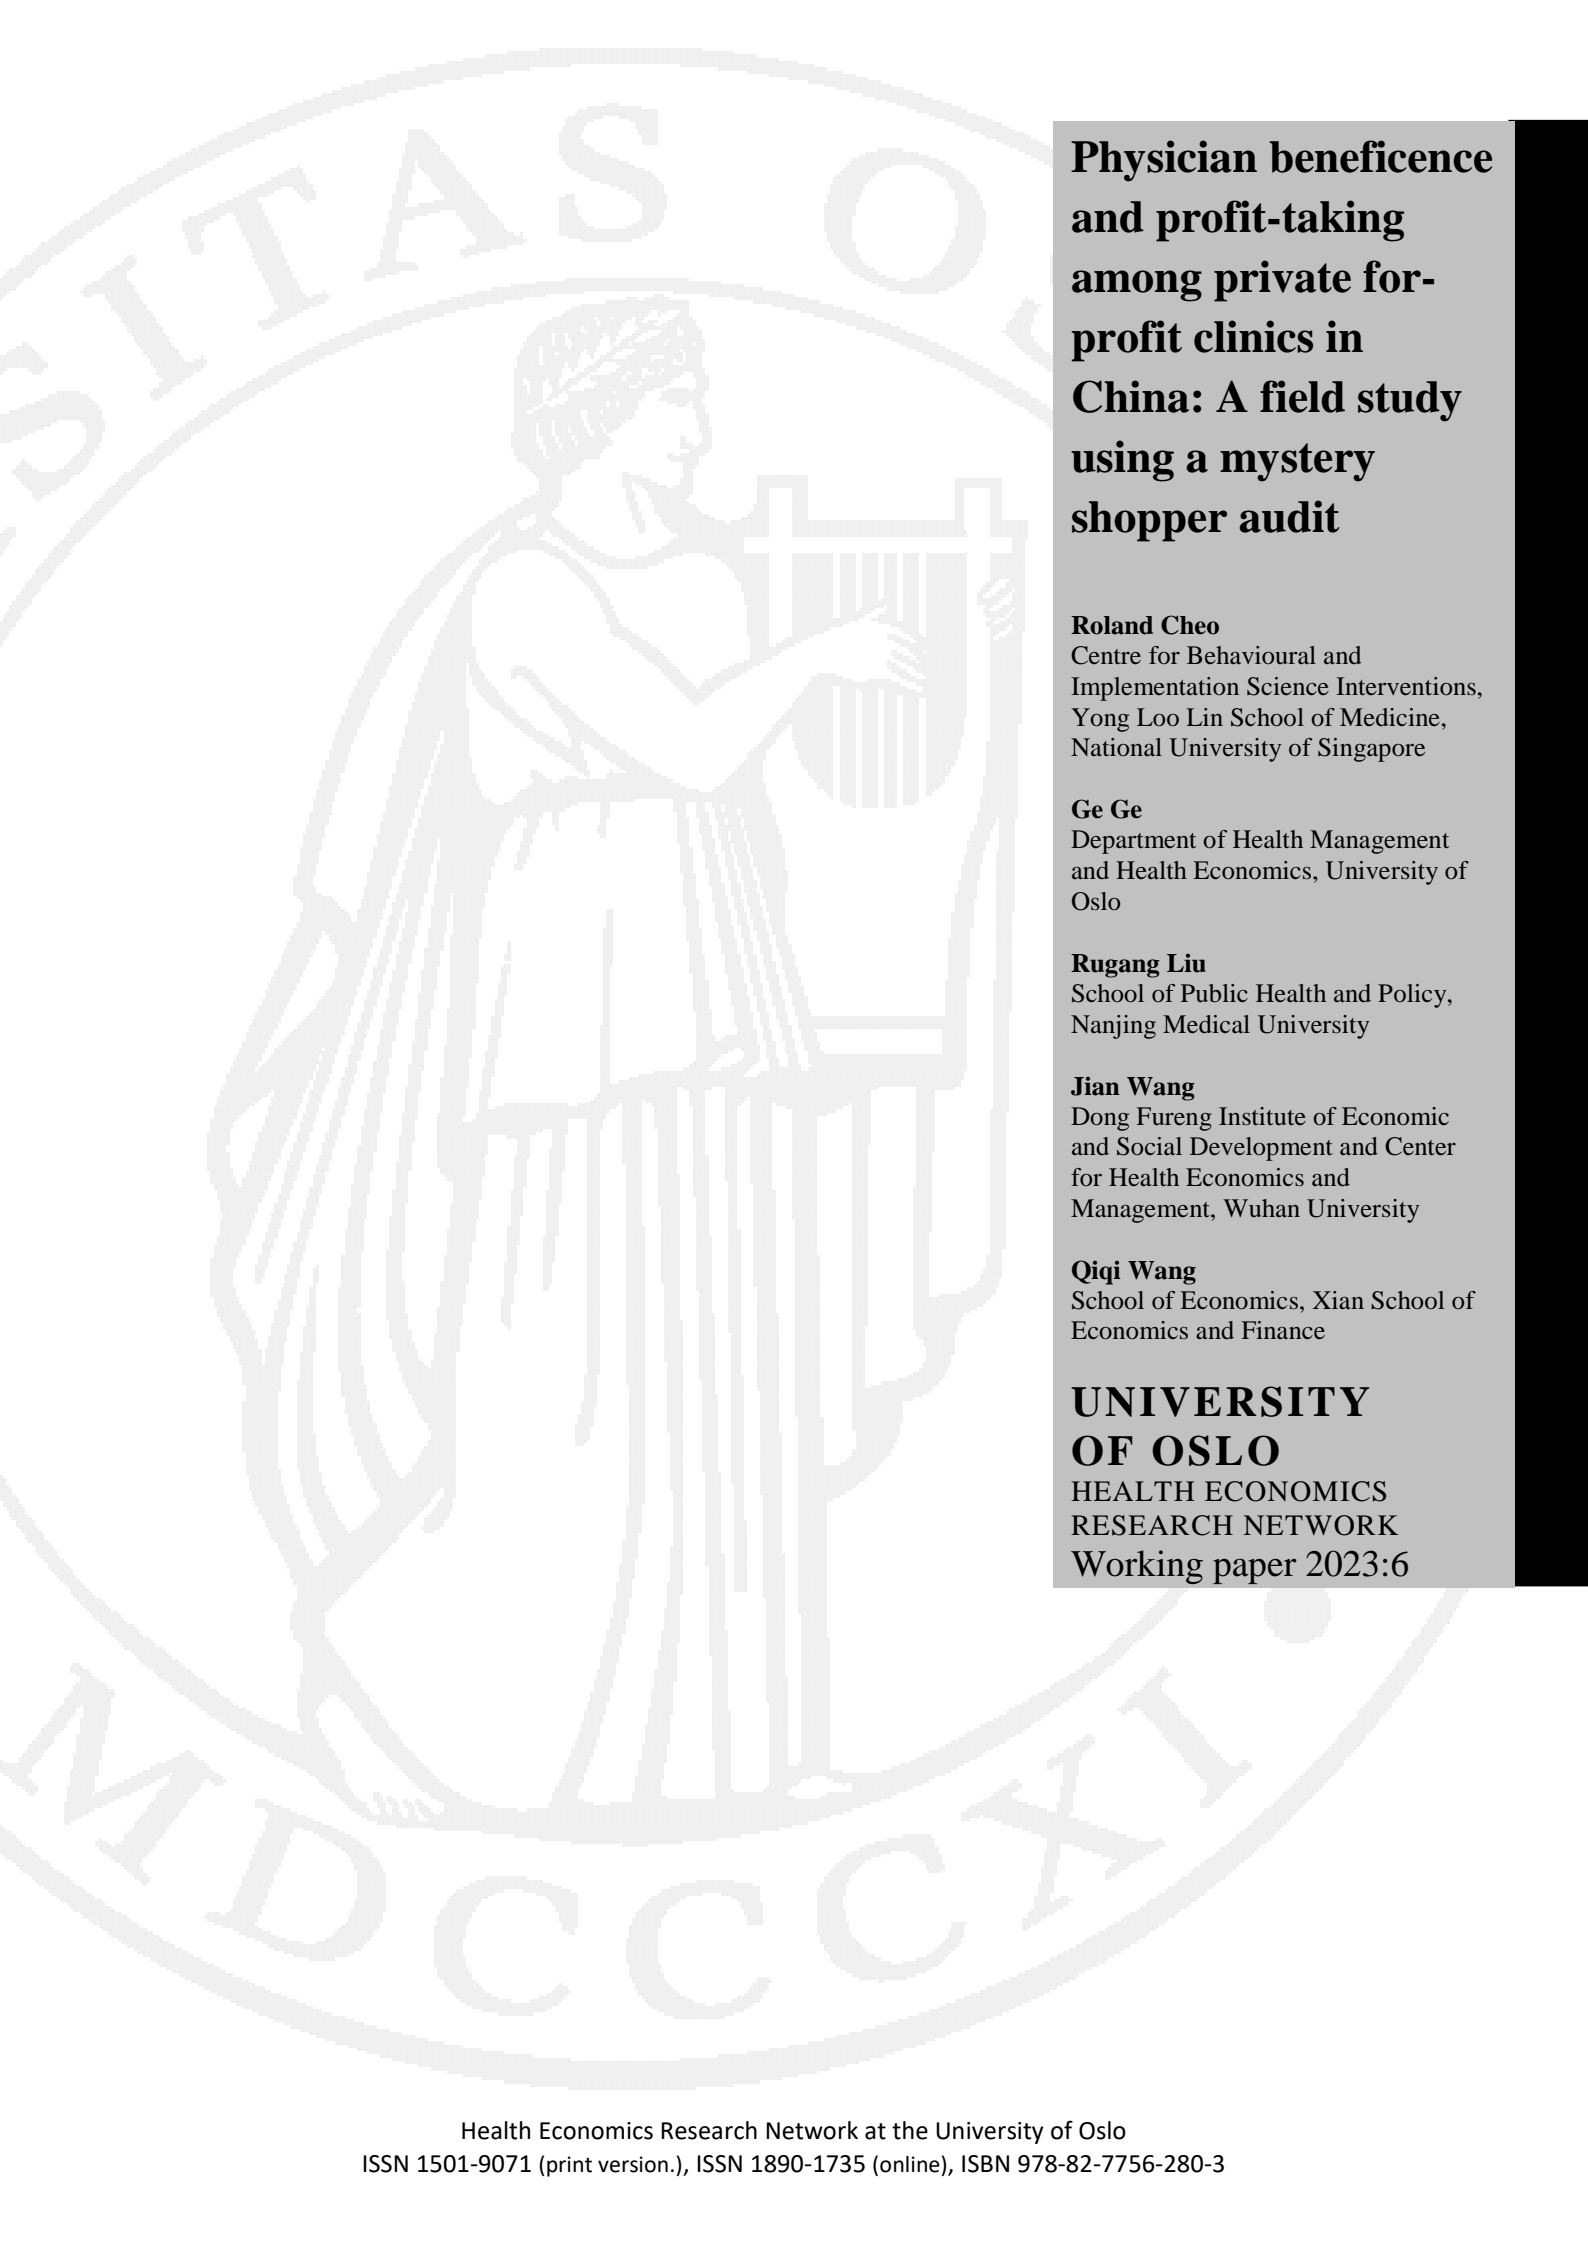 SITAS OS
Physician beneficence
and profit-taking
among private for-
profit clinics in
China: A field study
using a mystery
shopper audit
Roland Cheo
Centre for Behavioural and
Implementation Science Interventions,
Yong Loo Lin School of Medicine,
National University of Singapore
Ge Ge
Department of Health Management
and Health Economics, University of
Oslo
Rugang Liu
School of Public Health and Policy,
Nanjing Medical University
Jian Wang
Dong Fureng Institute of Economic
and Social Development and Center
for Health Economics and
Management, Wuhan University
Qiqi Wang
School of Economics, Xian School of
Economics and Finance
UNIVERSITY
OF OSLO
HEALTH ECONOMICS
RESEARCH NETWORK
Working paper 2023:6
MDCCCXI
Health Economics Research Network at the University of Oslo
ISSN 1501-9071 (print version.), ISSN 1890-1735 (online), ISBN 978-82-7756-280-3